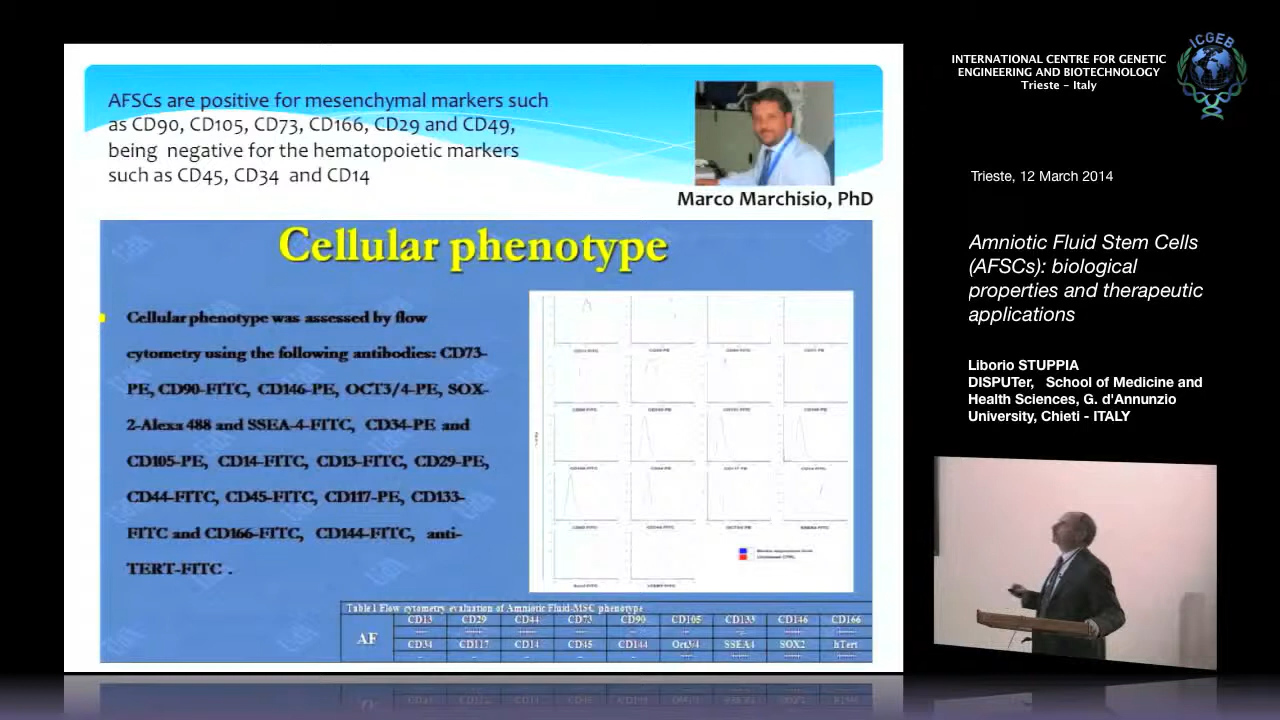 AFSCs are positive for mesenchymal markers such
as CD90, CD105, CD73, CD166, CD29 and CD49,
being negative for the hematopoietic markers
such as CD45, CD34 and CD14
Marco Marchisio, PhD
Cellular phenotype
Cellular phenotype was assessed by flow
cytometry using the following antibodies: CD73-
PE, CD90-FITC, CD146-PE, OCT3/4-PE, SOX-
2-Alexa 488 and SSEA-4-FITC, CD34-PE and
CD105-PE, CD14-FITC, CD13-FITC, CD29-PE,
CD44-FITC, CD45-FITC, CD117-PE, CD133-
FITC and CD166-FITC, CD144-FITC, anti-
TERT-FITC .
Table1 Flow cytometry evaluation of Amniotic Fluid-MSC phenotype
AF
CD13 CD29 CD44 CD73 CD90 CD105 CD133 CD146 CD166
CD34 CD117 CD14 CD45 CD144 Oct3/4 SSEA4 SOX2 hTert
ICGEB
INTERNATIONAL CENTRE FOR GENETIC
ENGINEERING AND BIOTECHNOLOGY
Trieste - Italy
Trieste, 12 March 2014
Amniotic Fluid Stem Cells
(AFSCs): biological
properties and therapeutic
applications
Liborio STUPPIA
DISPUTer, School of Medicine and
Health Sciences, G. d'Annunzio
University, Chieti - ITALY